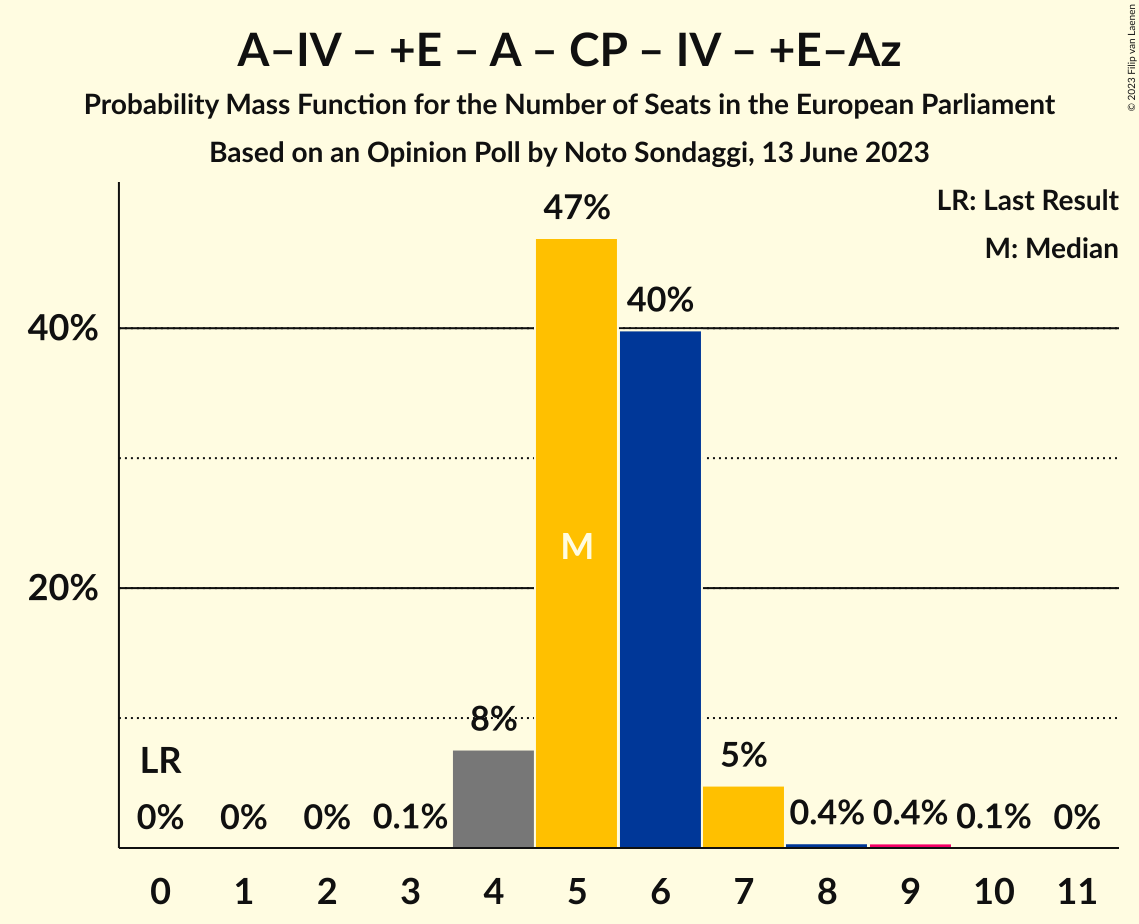 A–IV – +E – A – CP – IV – +E–Az
Probability Mass Function for the Number of Seats in the European Parliament
Based on an Opinion Poll by Noto Sondaggi, 13 June 2023
© 2023 Filip van Laenen
LR: Last Result
M: Median
47%
40%
40%
M
20%
8%
LR
5%
0% 0% 0% 0.1% 0.4% 0.4% 0.1% 0%
0 1 2 3 4 5 6 7 8 9 10 11